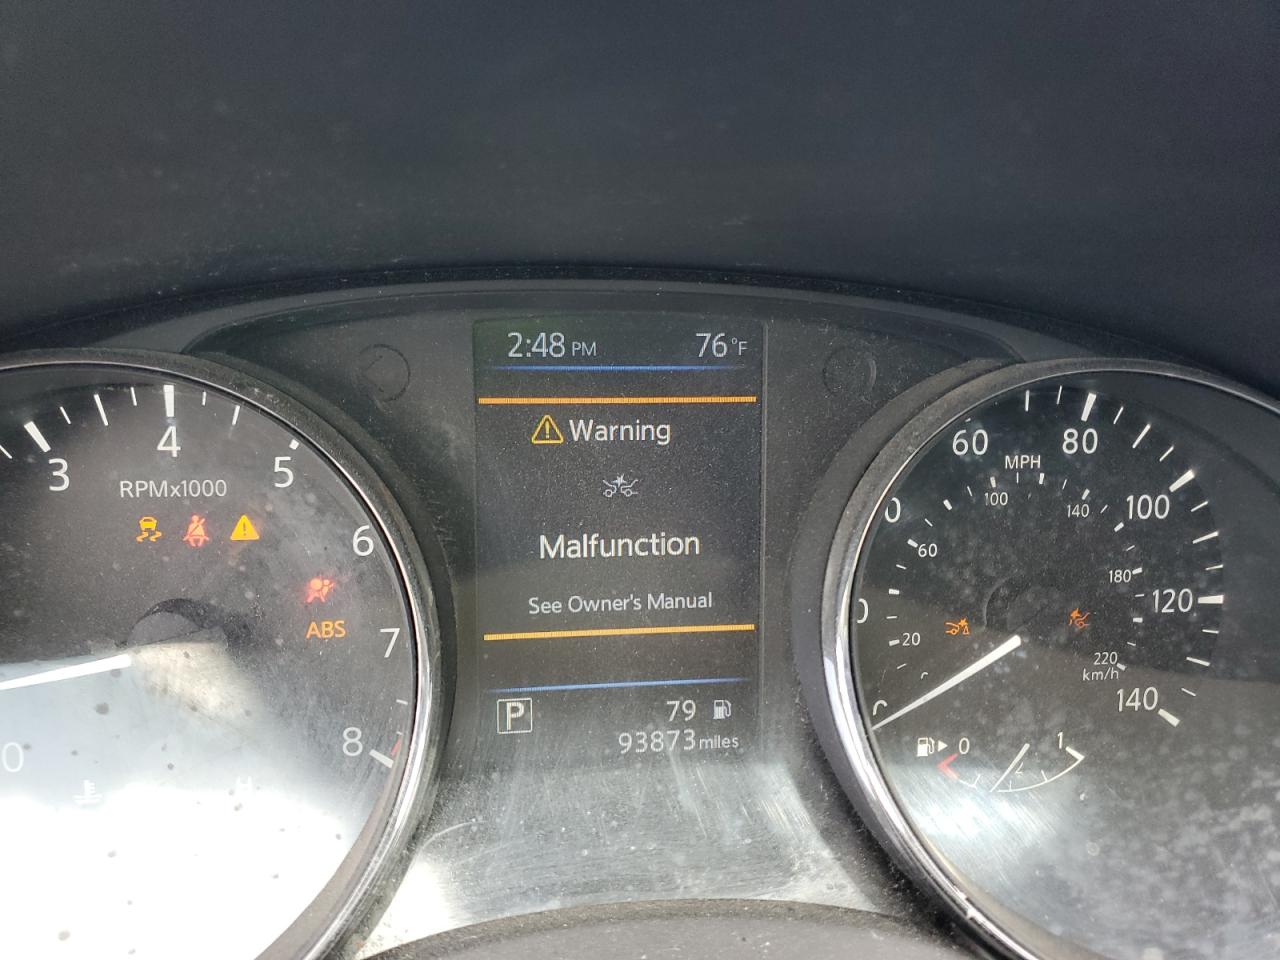 2:48 PM 76°F
Warning
Malfunction
See Owner's Manual
P 79
93873 miles
3 4 5 6 7 8
RPMx1000
ABS
0
60 80 100 120 140
MPH
20 60 100 140 180 220
km/h
0 1